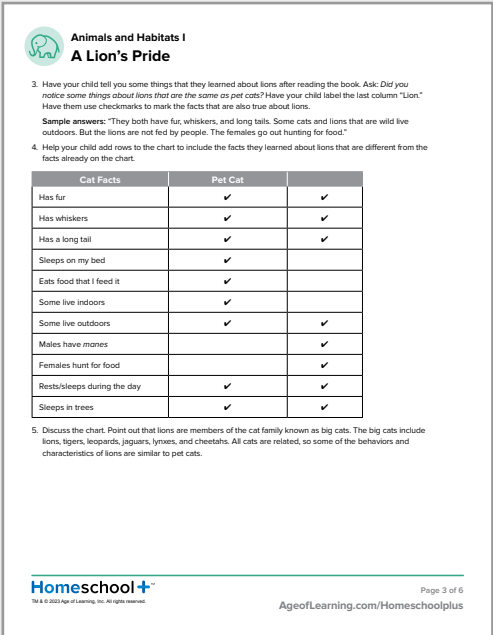 Animals and Habitats I
A Lion's Pride
3. Have your child tell you some things that they learned about lions after reading the book. Ask: Did you
notice some things about lions that are the same as pet cats? Have your child label the last column "Lion."
Have them use checkmarks to mark the facts that are also true about lions.
Sample answers: "They both have fur, whiskers, and long tails. Some cats and lions that are wild live
outdoors. But the lions are not fed by people. The females go out hunting for food."
4. Help your child add rows to the chart to include the facts they learned about lions that are different from the
facts already on the chart.
Cat Facts Pet Cat
Has fur ✔ ✔
Has whiskers ✔ ✔
Has a long tail ✔ ✔
Sleeps on my bed ✔
Eats food that I feed it ✔
Some live indoors ✔
Some live outdoors ✔ ✔
Males have manes ✔
Females hunt for food ✔
Rests/sleeps during the day ✔ ✔
Sleeps in trees ✔ ✔
5. Discuss the chart. Point out that lions are members of the cat family known as big cats. The big cats include
lions, tigers, leopards, jaguars, lynxes, and cheetahs. All cats are related, so some of the behaviors and
characteristics of lions are similar to pet cats.
Homeschool+™
TM & © 2023 Age of Learning, Inc. All rights reserved.
Page 3 of 6
AgeofLearning.com/Homeschoolplus